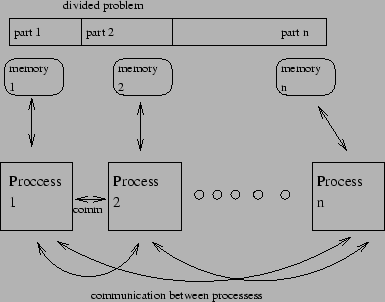 divided problem
part 1 part 2 part n
memory 1
memory 2
memory n
Proccess 1
comm
Process 2
Process n
communication between processess